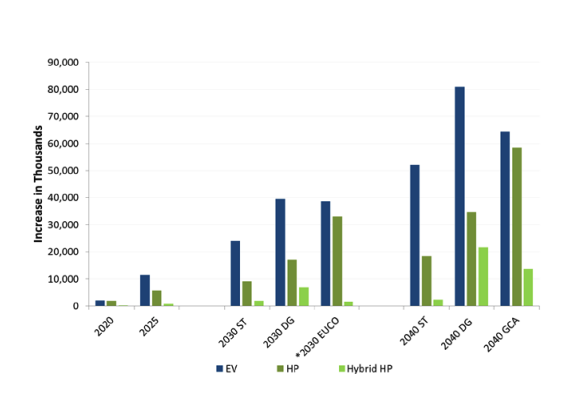 Increase in Thousands
90,000
80,000
70,000
60,000
50,000
40,000
30,000
20,000
10,000
0
2020
2025
2030 ST
2030 DG
*2030 EUCO
2040 ST
2040 DG
2040 GCA
EV
HP
Hybrid HP